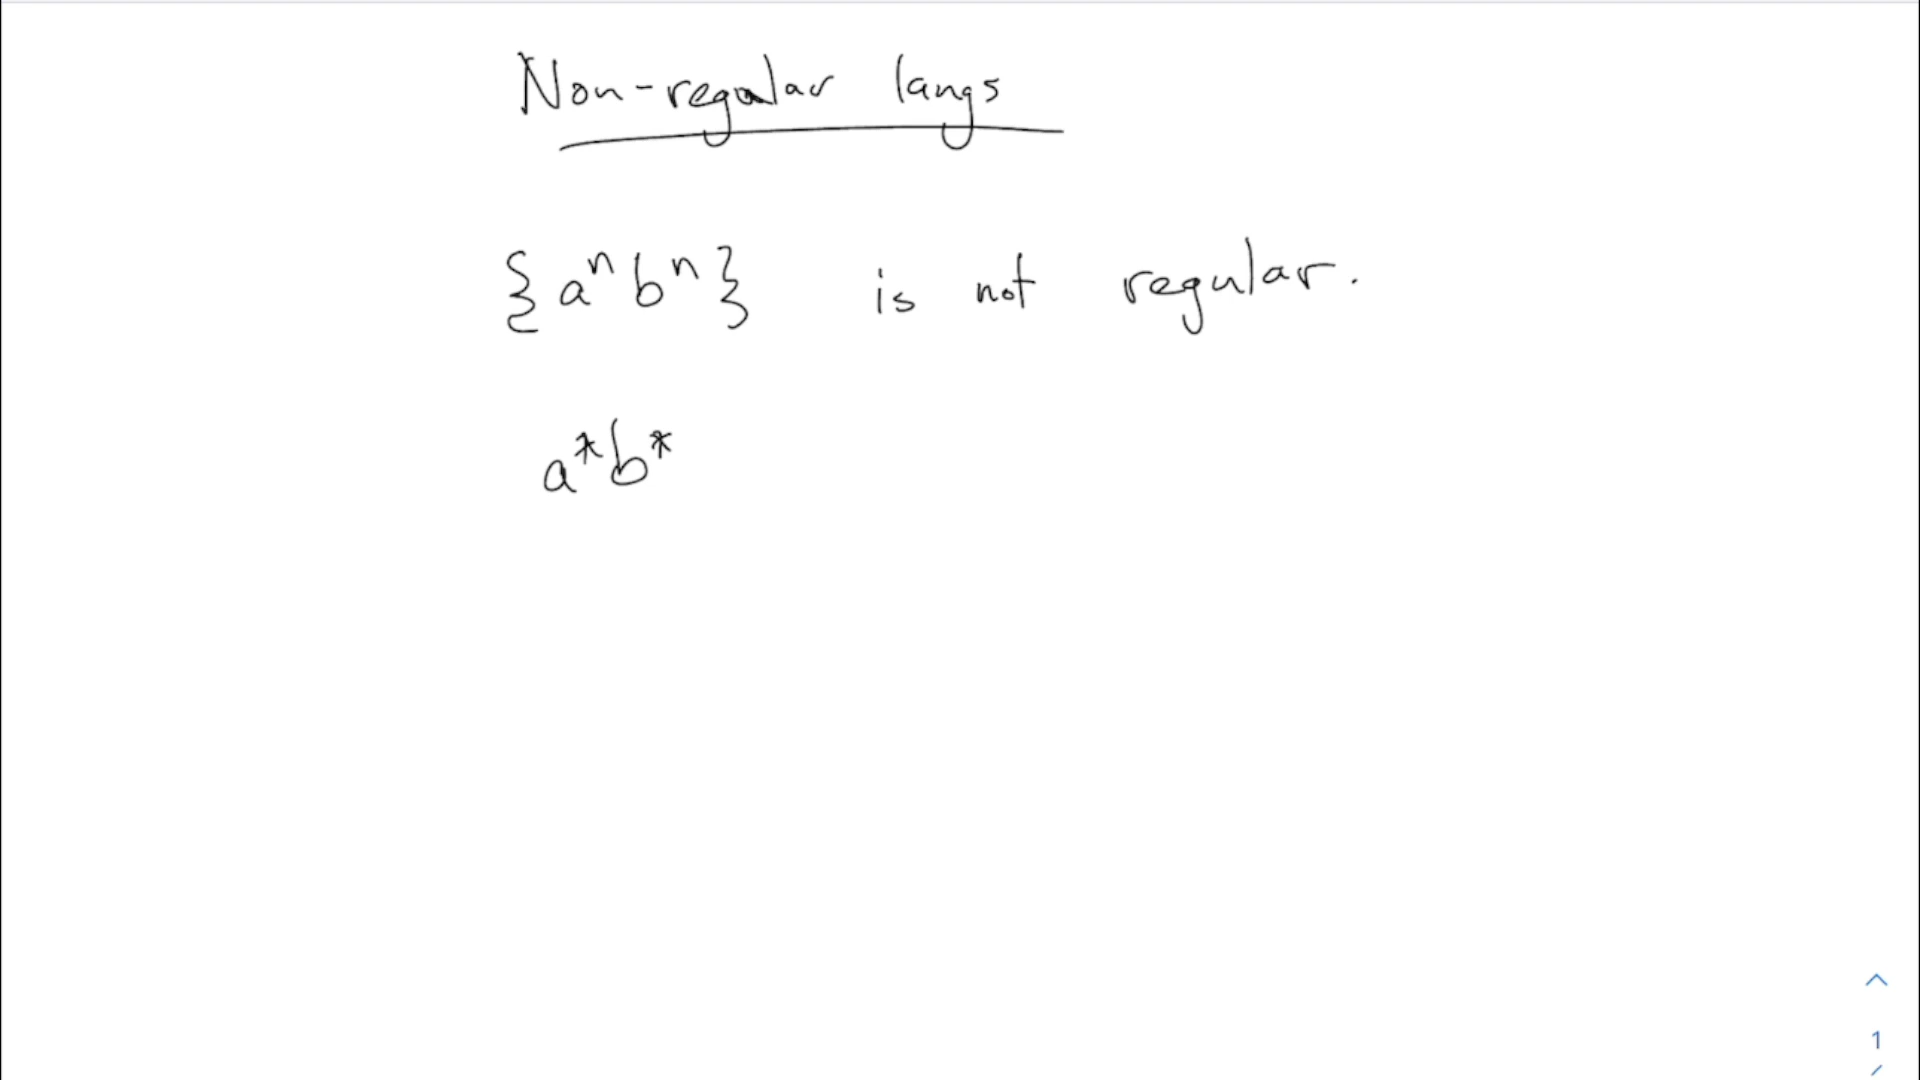 Non-regular langs
{aⁿbⁿ} is not regular.
a*b*
1